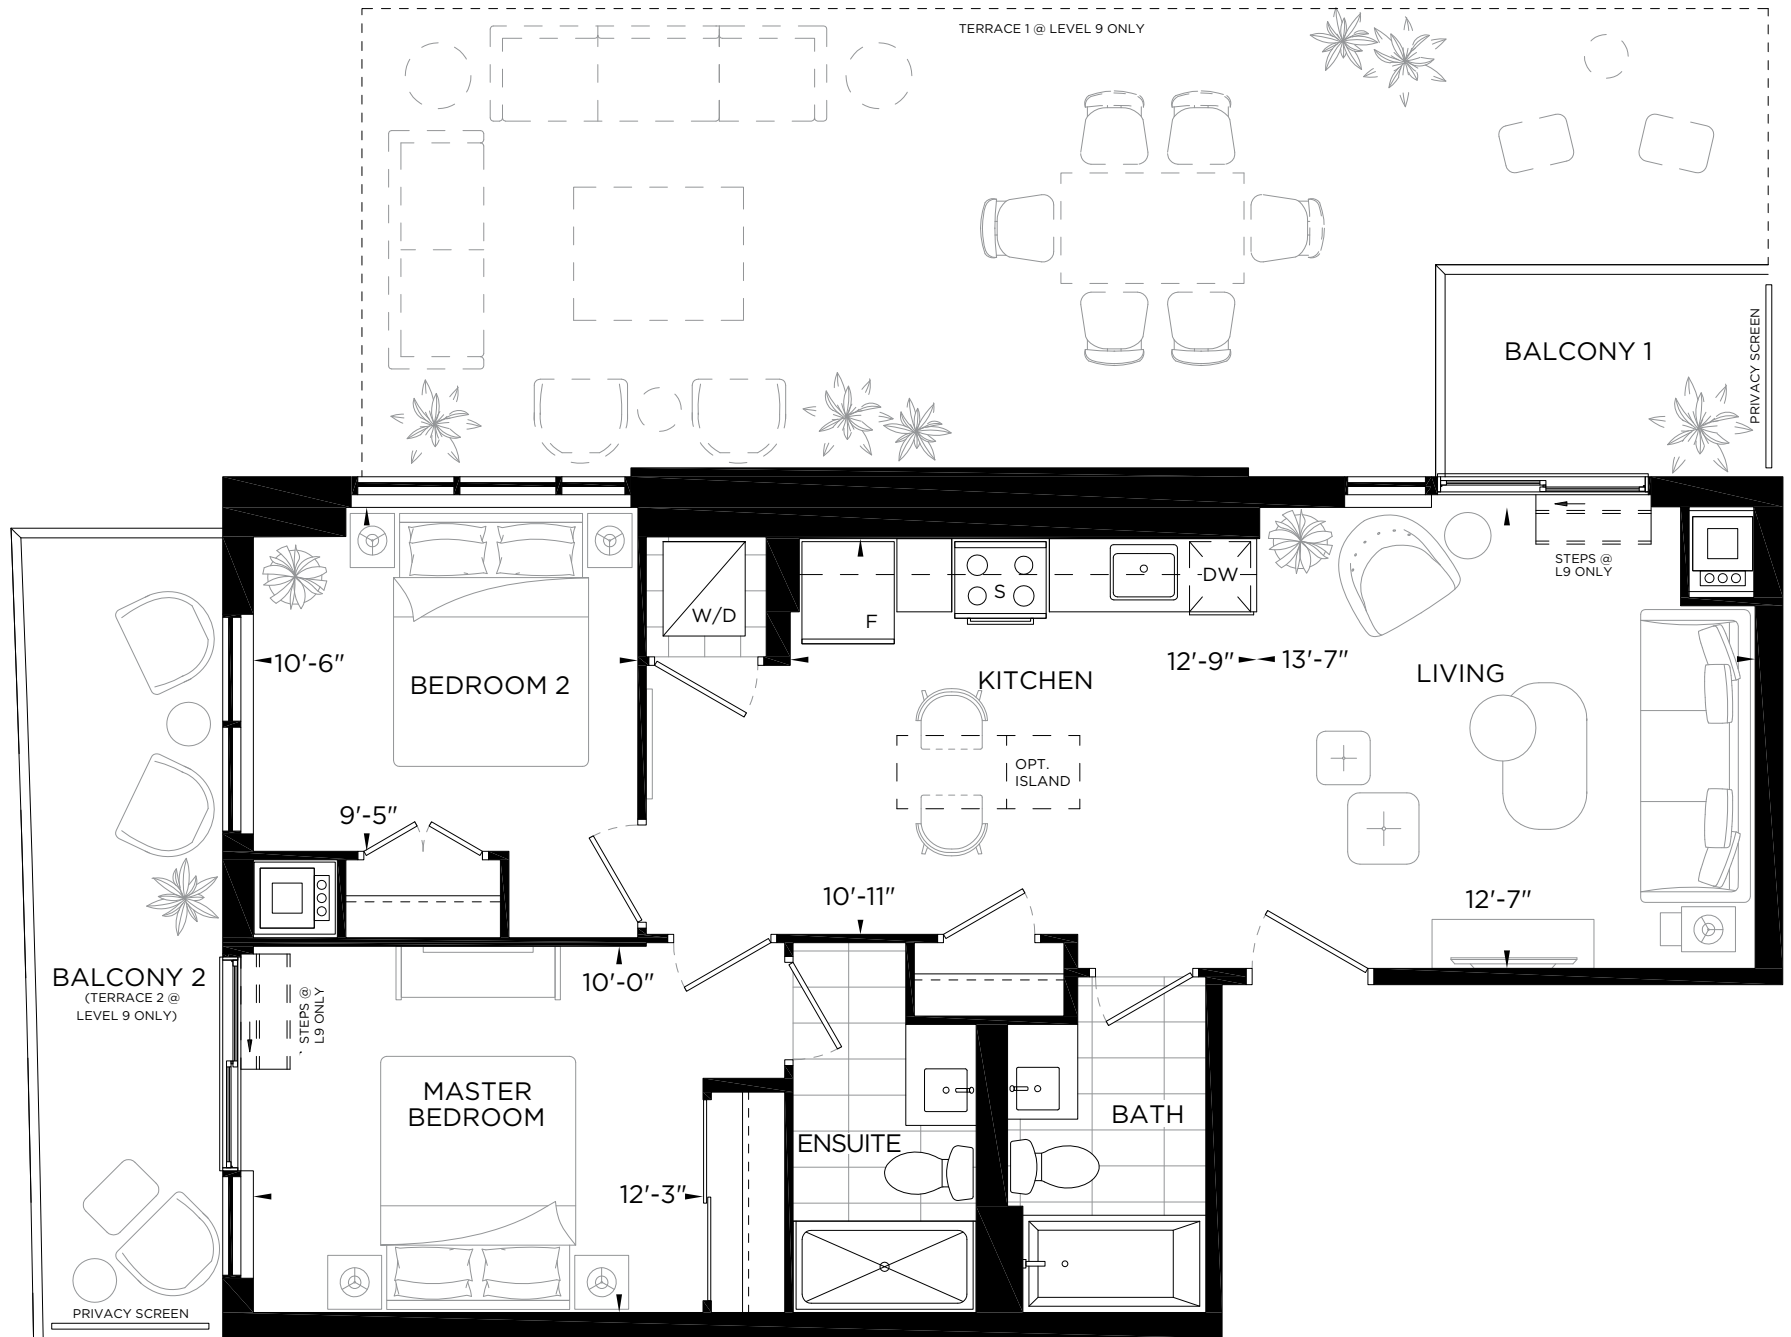 TERRACE 1 @ LEVEL 9 ONLY
BALCONY 1
PRIVACY SCREEN
STEPS @
L9 ONLY
DW
S
F
W/D
10'-6"
BEDROOM 2
KITCHEN
12'-9"
13'-7"
LIVING
OPT.
ISLAND
9'-5"
10'-11"
12'-7"
BALCONY 2
(TERRACE 2 @
LEVEL 9 ONLY)
STEPS @
L9 ONLY
10'-0"
MASTER
BEDROOM
ENSUITE
BATH
12'-3"
PRIVACY SCREEN